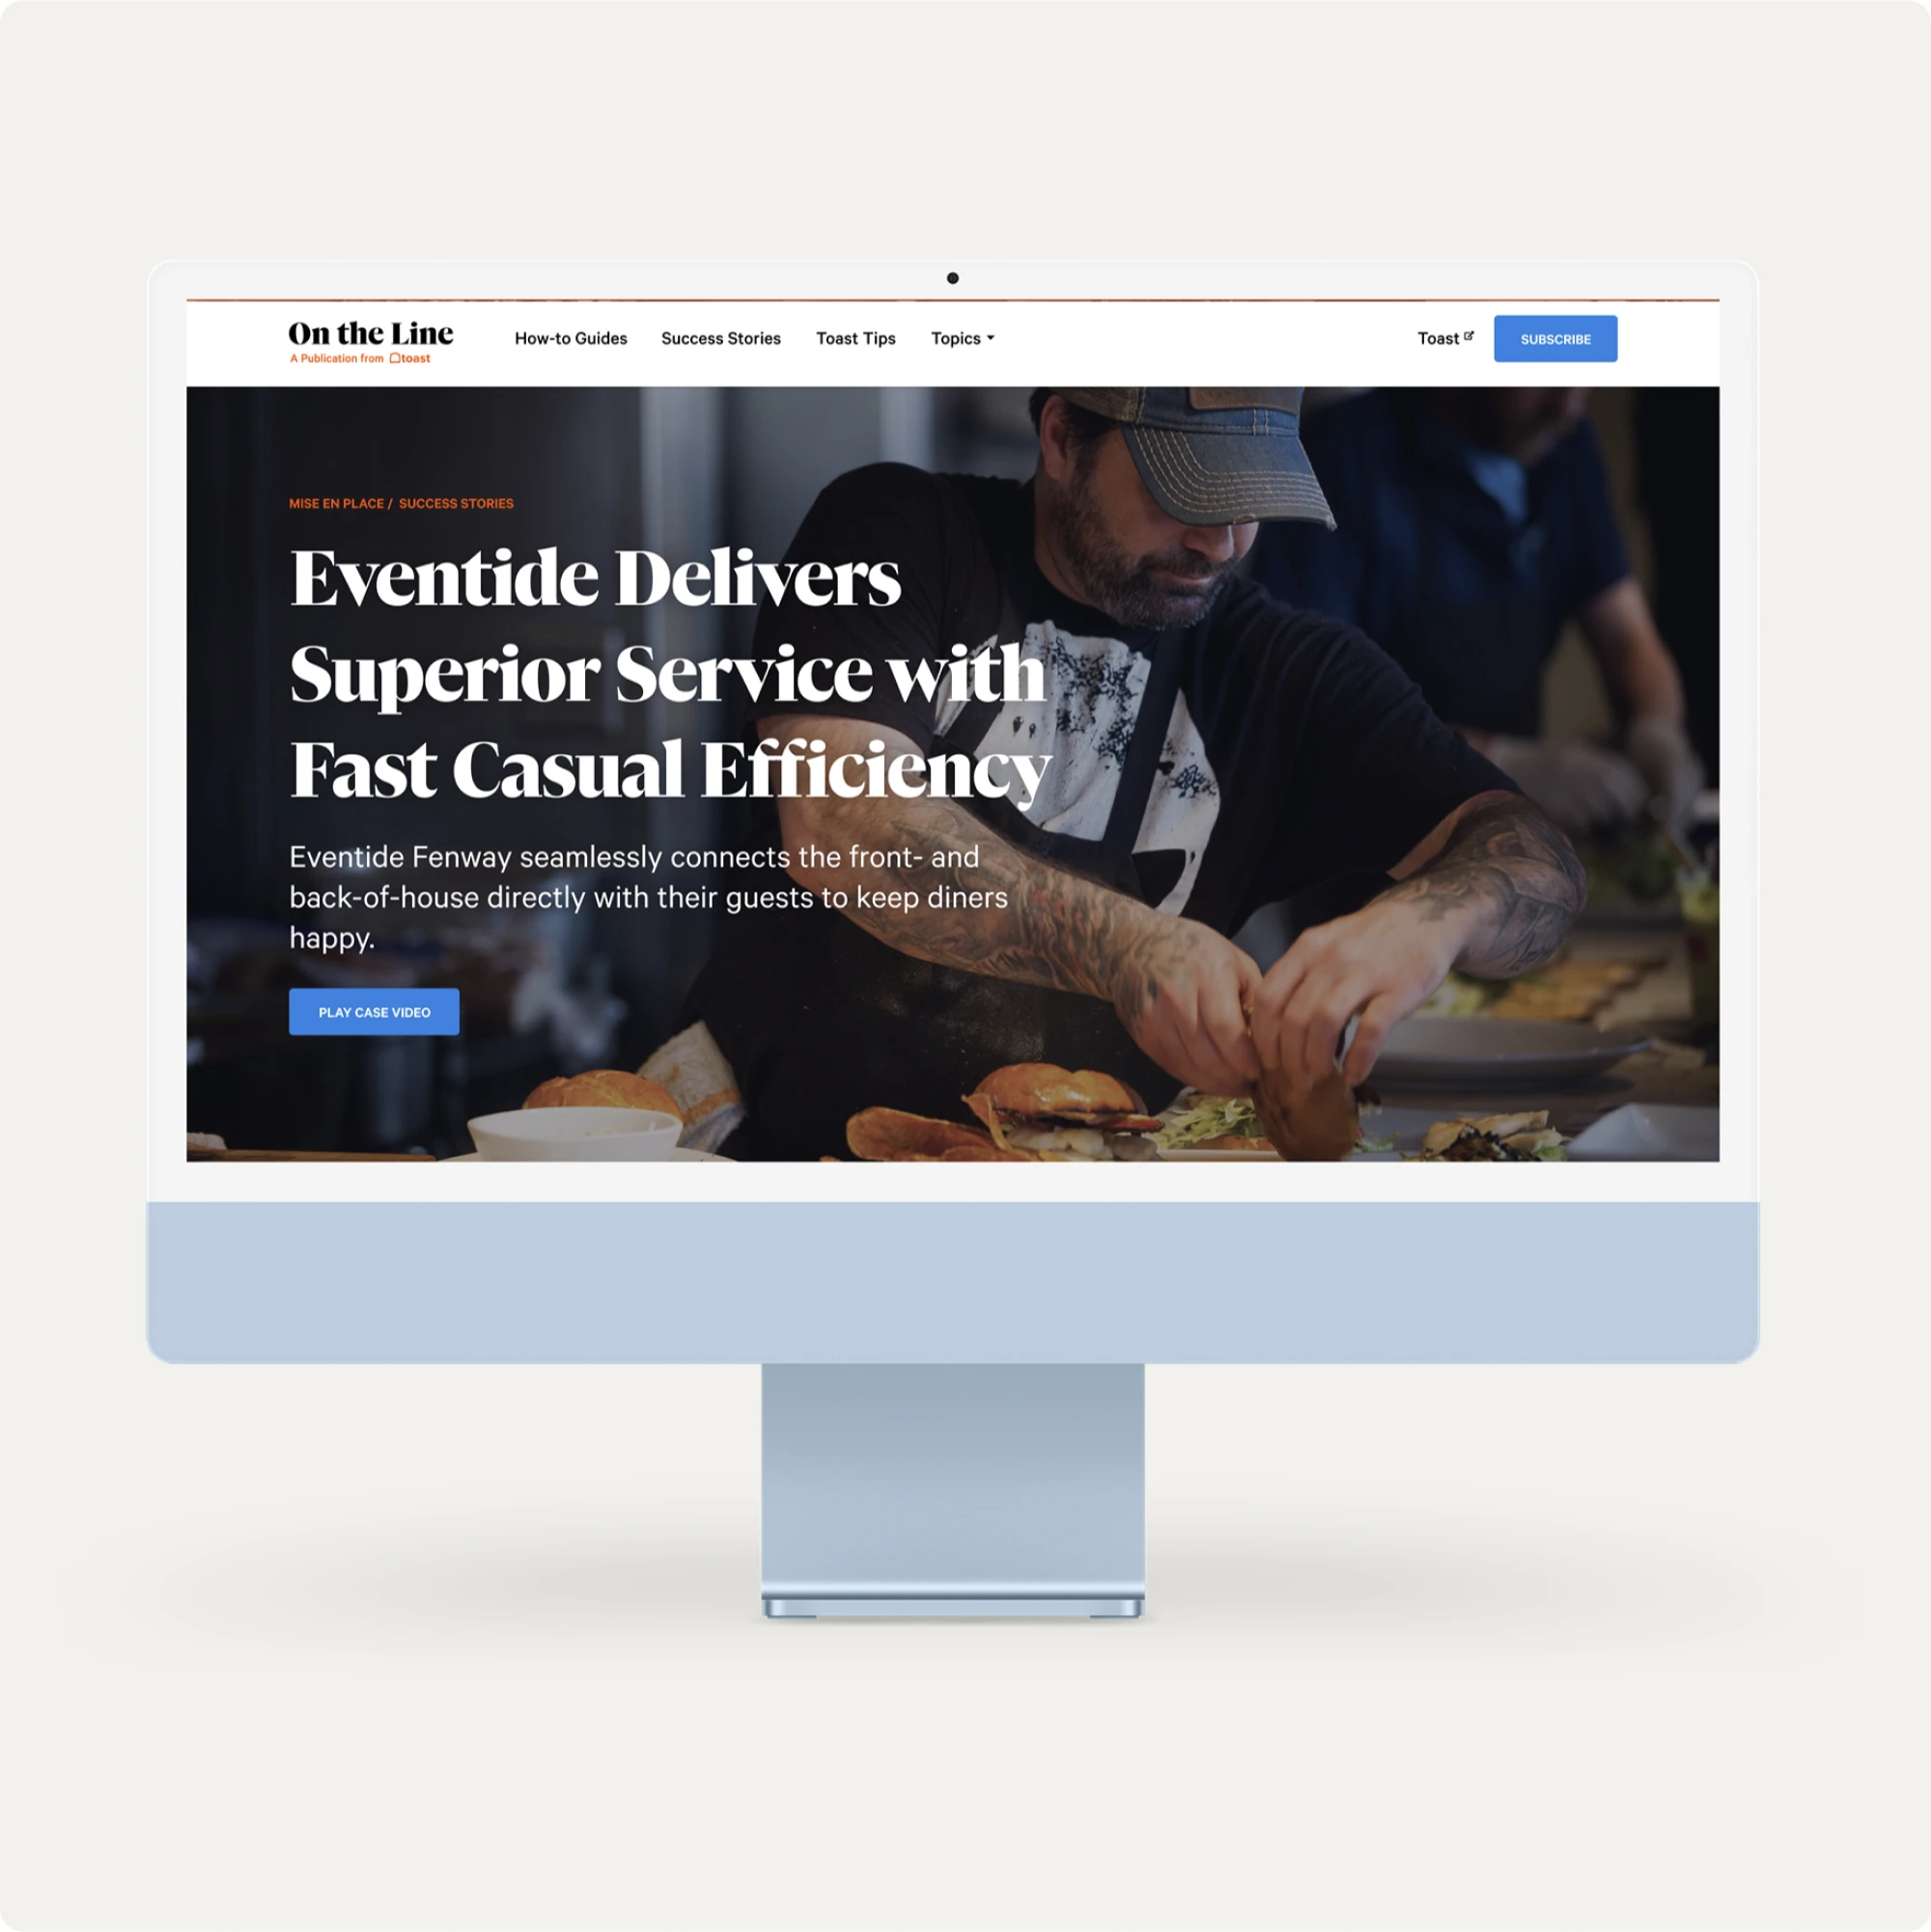 On the Line
A Publication from toast
How-to Guides
Success Stories
Toast Tips
Topics
Toast
SUBSCRIBE
MISE EN PLACE / SUCCESS STORIES
Eventide Delivers
Superior Service with
Fast Casual Efficiency
Eventide Fenway seamlessly connects the front- and
back-of-house directly with their guests to keep diners
happy.
PLAY CASE VIDEO